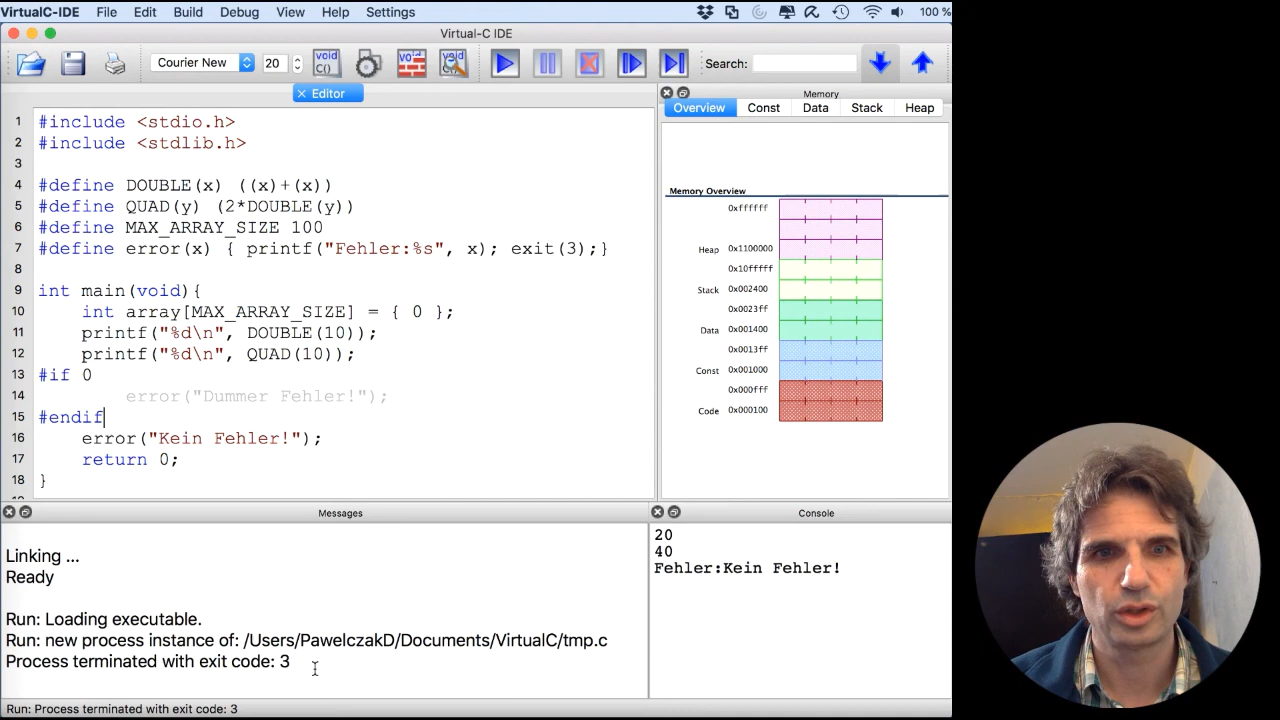 VirtualC-IDE File Edit Build Debug View Help Settings 100 %
Virtual-C IDE
Courier New 20 void C() Search:
Editor
1 #include <stdio.h>
2 #include <stdlib.h>
3
4 #define DOUBLE(x) ((x)+(x))
5 #define QUAD(y) (2*DOUBLE(y))
6 #define MAX_ARRAY_SIZE 100
7 #define error(x) { printf("Fehler:%s", x); exit(3);}
8
9 int main(void){
10 int array[MAX_ARRAY_SIZE] = { 0 };
11 printf("%d\n", DOUBLE(10));
12 printf("%d\n", QUAD(10));
13 #if 0
14 error("Dummer Fehler!");
15 #endif
16 error("Kein Fehler!");
17 return 0;
18 }
Memory
Overview Const Data Stack Heap
Memory Overview
0xffffff
Heap 0x1100000
0x10fffff
Stack 0x002400
0x0023ff
Data 0x001400
0x0013ff
Const 0x001000
0x000fff
Code 0x000100
Messages
Linking ...
Ready
Run: Loading executable.
Run: new process instance of: /Users/PawelczakD/Documents/VirtualC/tmp.c
Process terminated with exit code: 3
Console
20
40
Fehler:Kein Fehler!
Run: Process terminated with exit code: 3